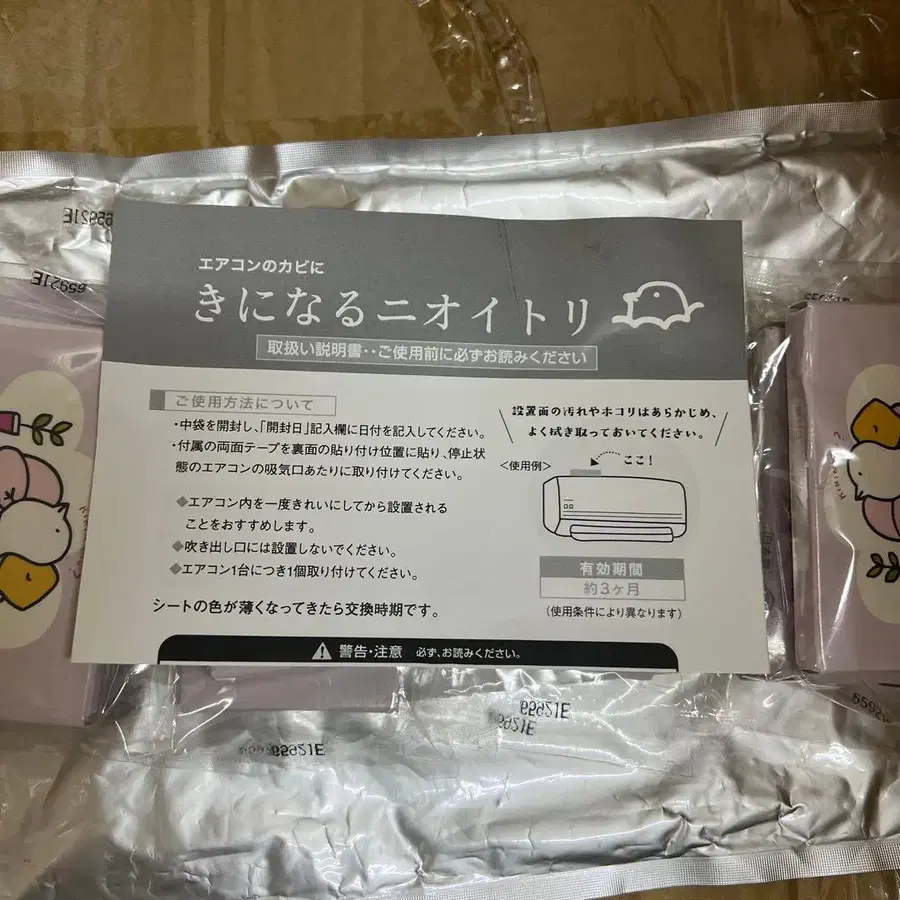 エアコンのカビに
きになるニオイトリ
取扱い説明書‥ご使用前に必ずお読みください
ご使用方法について
・中袋を開封し、「開封日」記入欄に日付を記入してください。
・付属の両面テープを裏面の貼り付け位置に貼り、停止状
態のエアコンの吸気口あたりに取り付けてください。
◆エアコン内を一度きれいにしてから設置される
ことをおすすめします。
◆吹き出し口には設置しないでください。
◆エアコン1台につき1個取り付けてください。
シートの色が薄くなってきたら交換時期です。
設置面の汚れやホコリはあらかじめ、
よく拭き取っておいてください。
<使用例>
ここ!
有効期間
約3ヶ月
(使用条件により異なります)
警告・注意 必ず、お読みください。
65921E
65921E
65921E
65921E
65921E